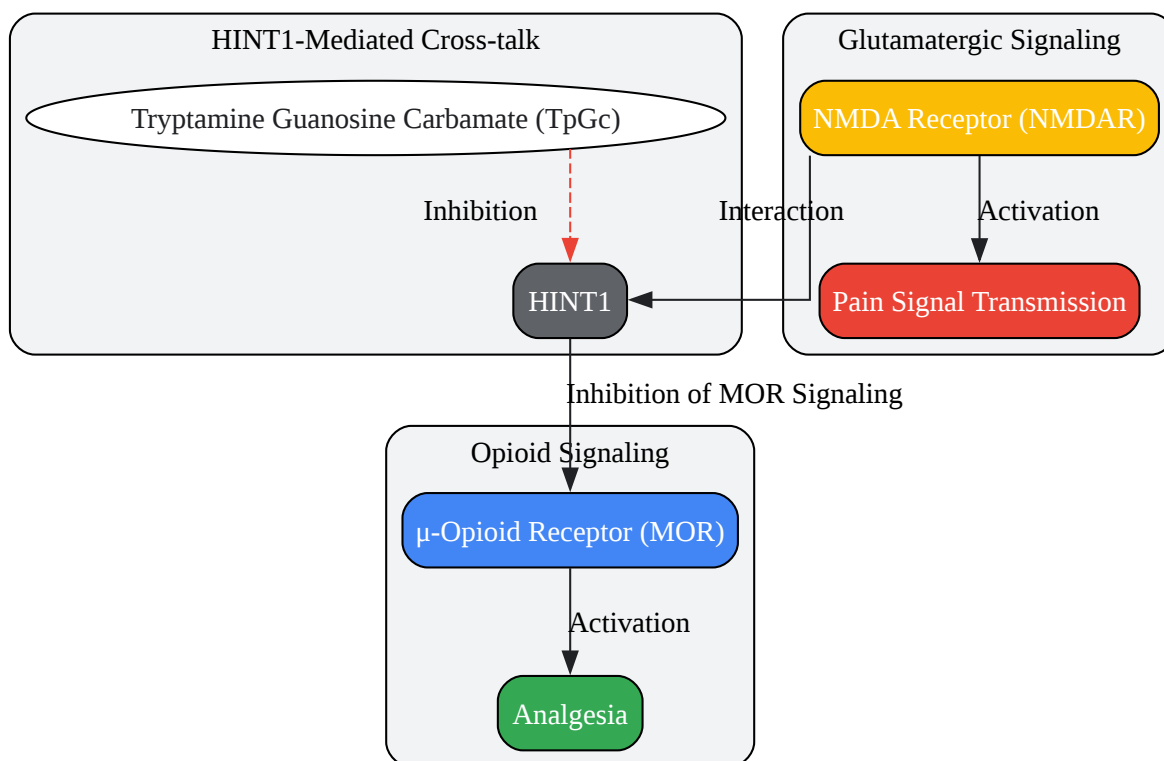 HINT1-Mediated Cross-talk
Glutamatergic Signaling
Tryptamine Guanosine Carbamate (TpGc)
NMDA Receptor (NMDAR)
Inhibition
Interaction
Activation
HINT1
Pain Signal Transmission
Inhibition of MOR Signaling
Opioid Signaling
μ-Opioid Receptor (MOR)
Activation
Analgesia